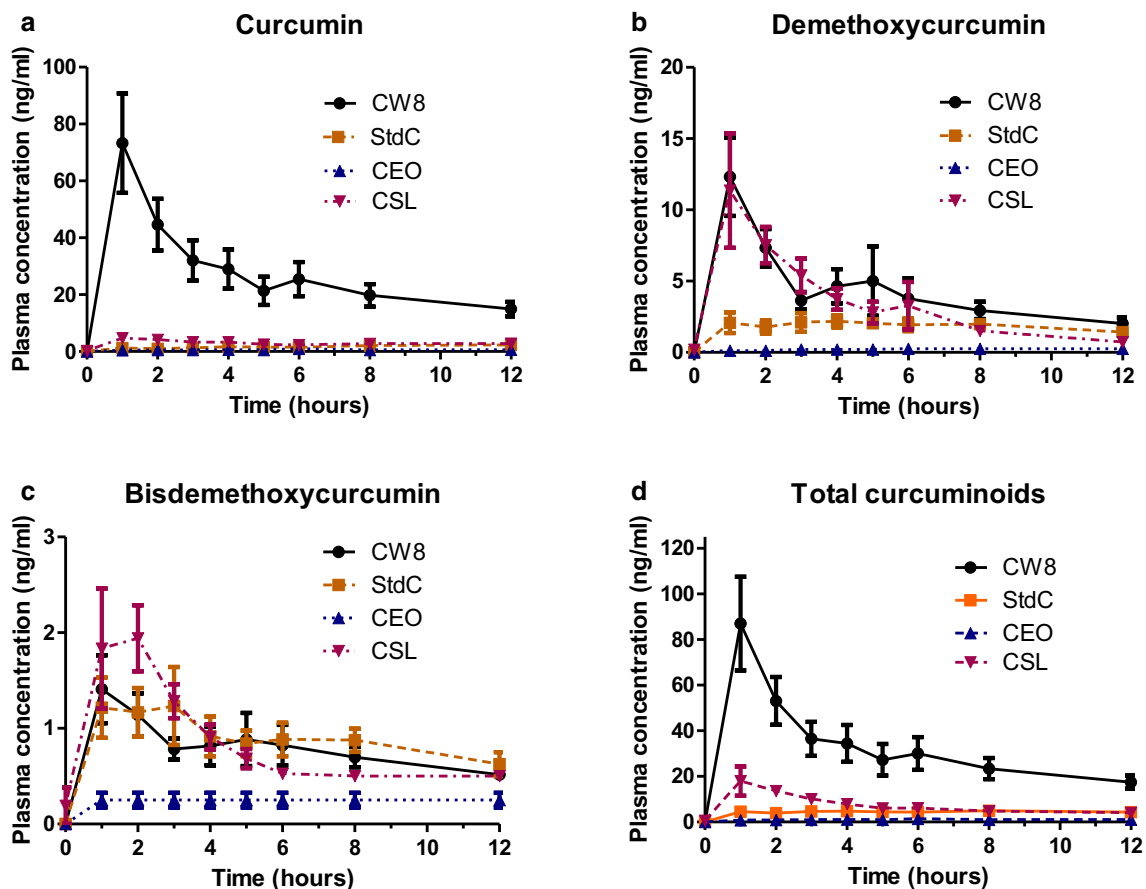 a
Curcumin
Plasma concentration (ng/ml)
100
80
60
40
20
0
0 2 4 6 8 10 12
Time (hours)
CW8
StdC
CEO
CSL
b
Demethoxycurcumin
Plasma concentration (ng/ml)
20
15
10
5
0
0 2 4 6 8 10 12
Time (hours)
CW8
StdC
CEO
CSL
c
Bisdemethoxycurcumin
Plasma concentration (ng/ml)
3
2
1
0
0 2 4 6 8 10 12
Time (hours)
CW8
StdC
CEO
CSL
d
Total curcuminoids
Plasma concentration (ng/ml)
120
100
80
60
40
20
0
0 2 4 6 8 10 12
Time (hours)
CW8
StdC
CEO
CSL